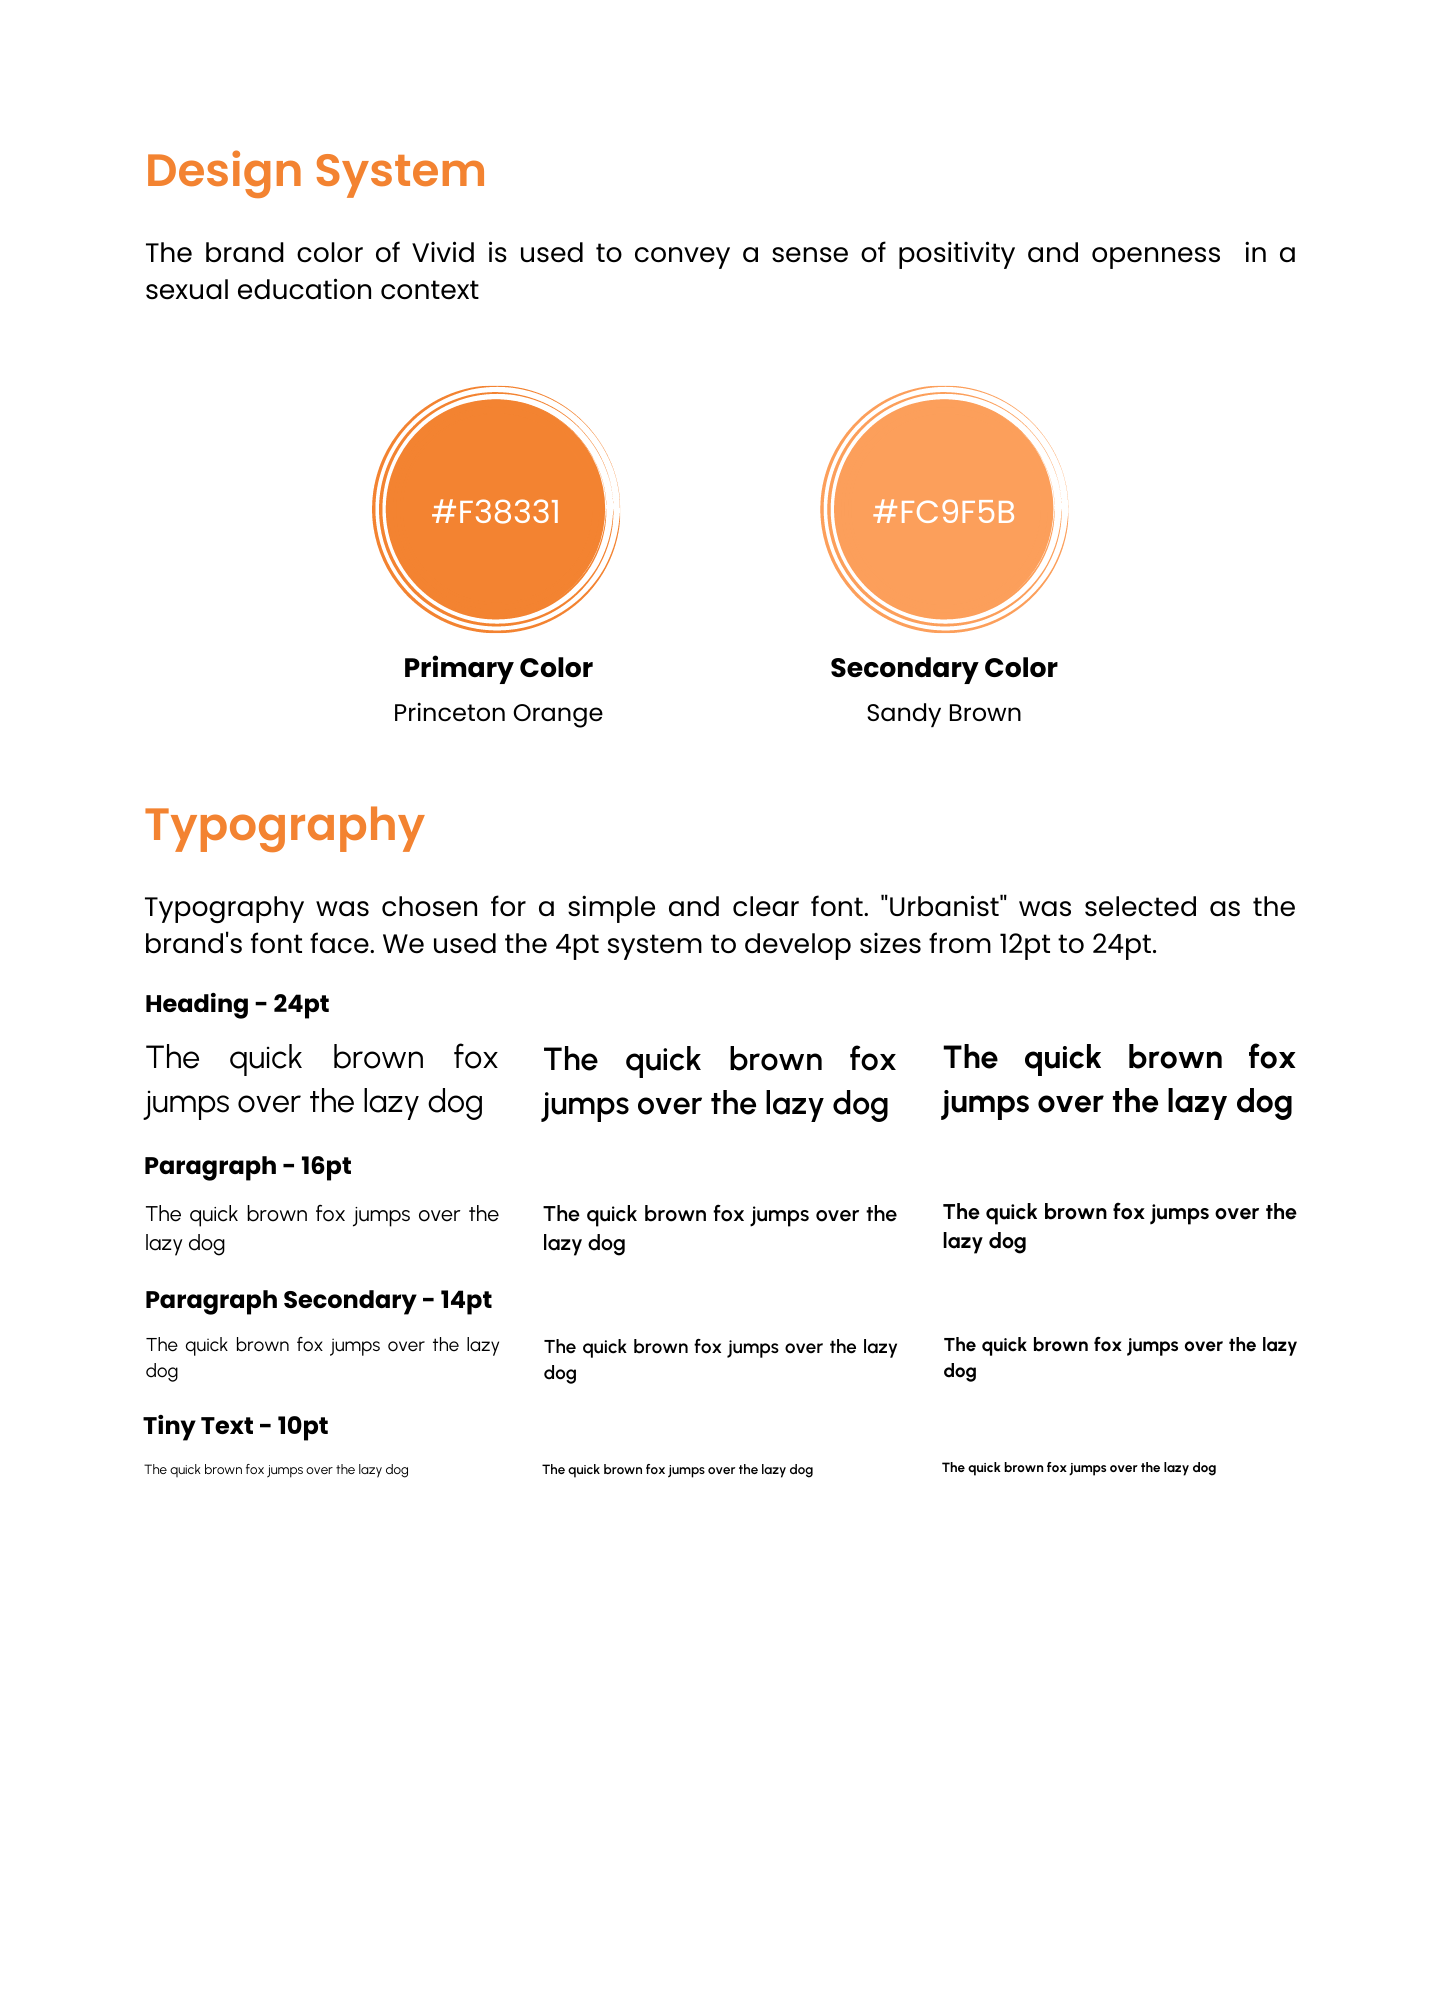 Design System
The brand color of Vivid is used to convey a sense of positivity and openness  in a
sexual education context
#F38331
#FC9F5B
Primary Color
Secondary Color
Princeton Orange
Sandy Brown
Typography
Typography was chosen for a simple and clear font. "Urbanist" was selected as the
brand's font face. We used the 4pt system to develop sizes from 12pt to 24pt.
Heading - 24pt
The quick brown fox
jumps over the lazy dog
The quick brown fox
jumps over the lazy dog
The quick brown fox
jumps over the lazy dog
Paragraph - 16pt
The quick brown fox jumps over the
lazy dog
The quick brown fox jumps over the
lazy dog
The quick brown fox jumps over the
lazy dog
Paragraph Secondary - 14pt
The quick brown fox jumps over the lazy
dog
The quick brown fox jumps over the lazy
dog
The quick brown fox jumps over the lazy
dog
Tiny Text - 10pt
The quick brown fox jumps over the lazy dog
The quick brown fox jumps over the lazy dog
The quick brown fox jumps over the lazy dog